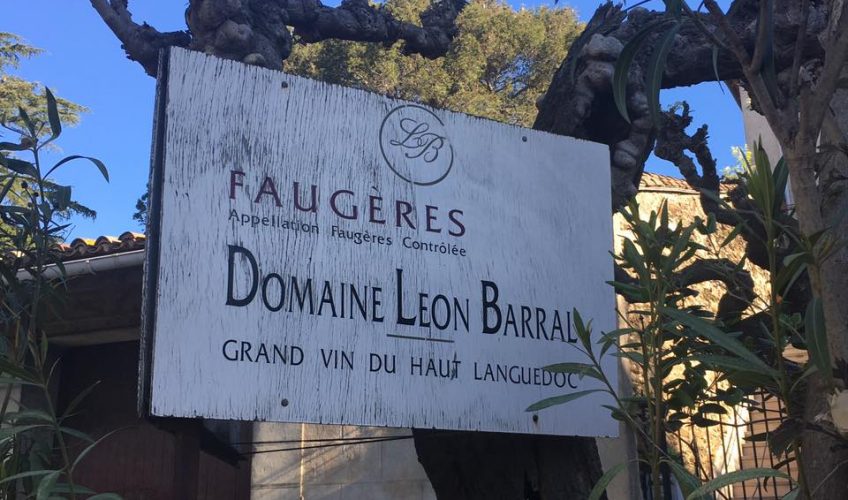 LB
FAUGÈRES
Appellation Faugères Contrôlée
DOMAINE LEON BARRAL
GRAND VIN DU HAUT LANGUEDOC